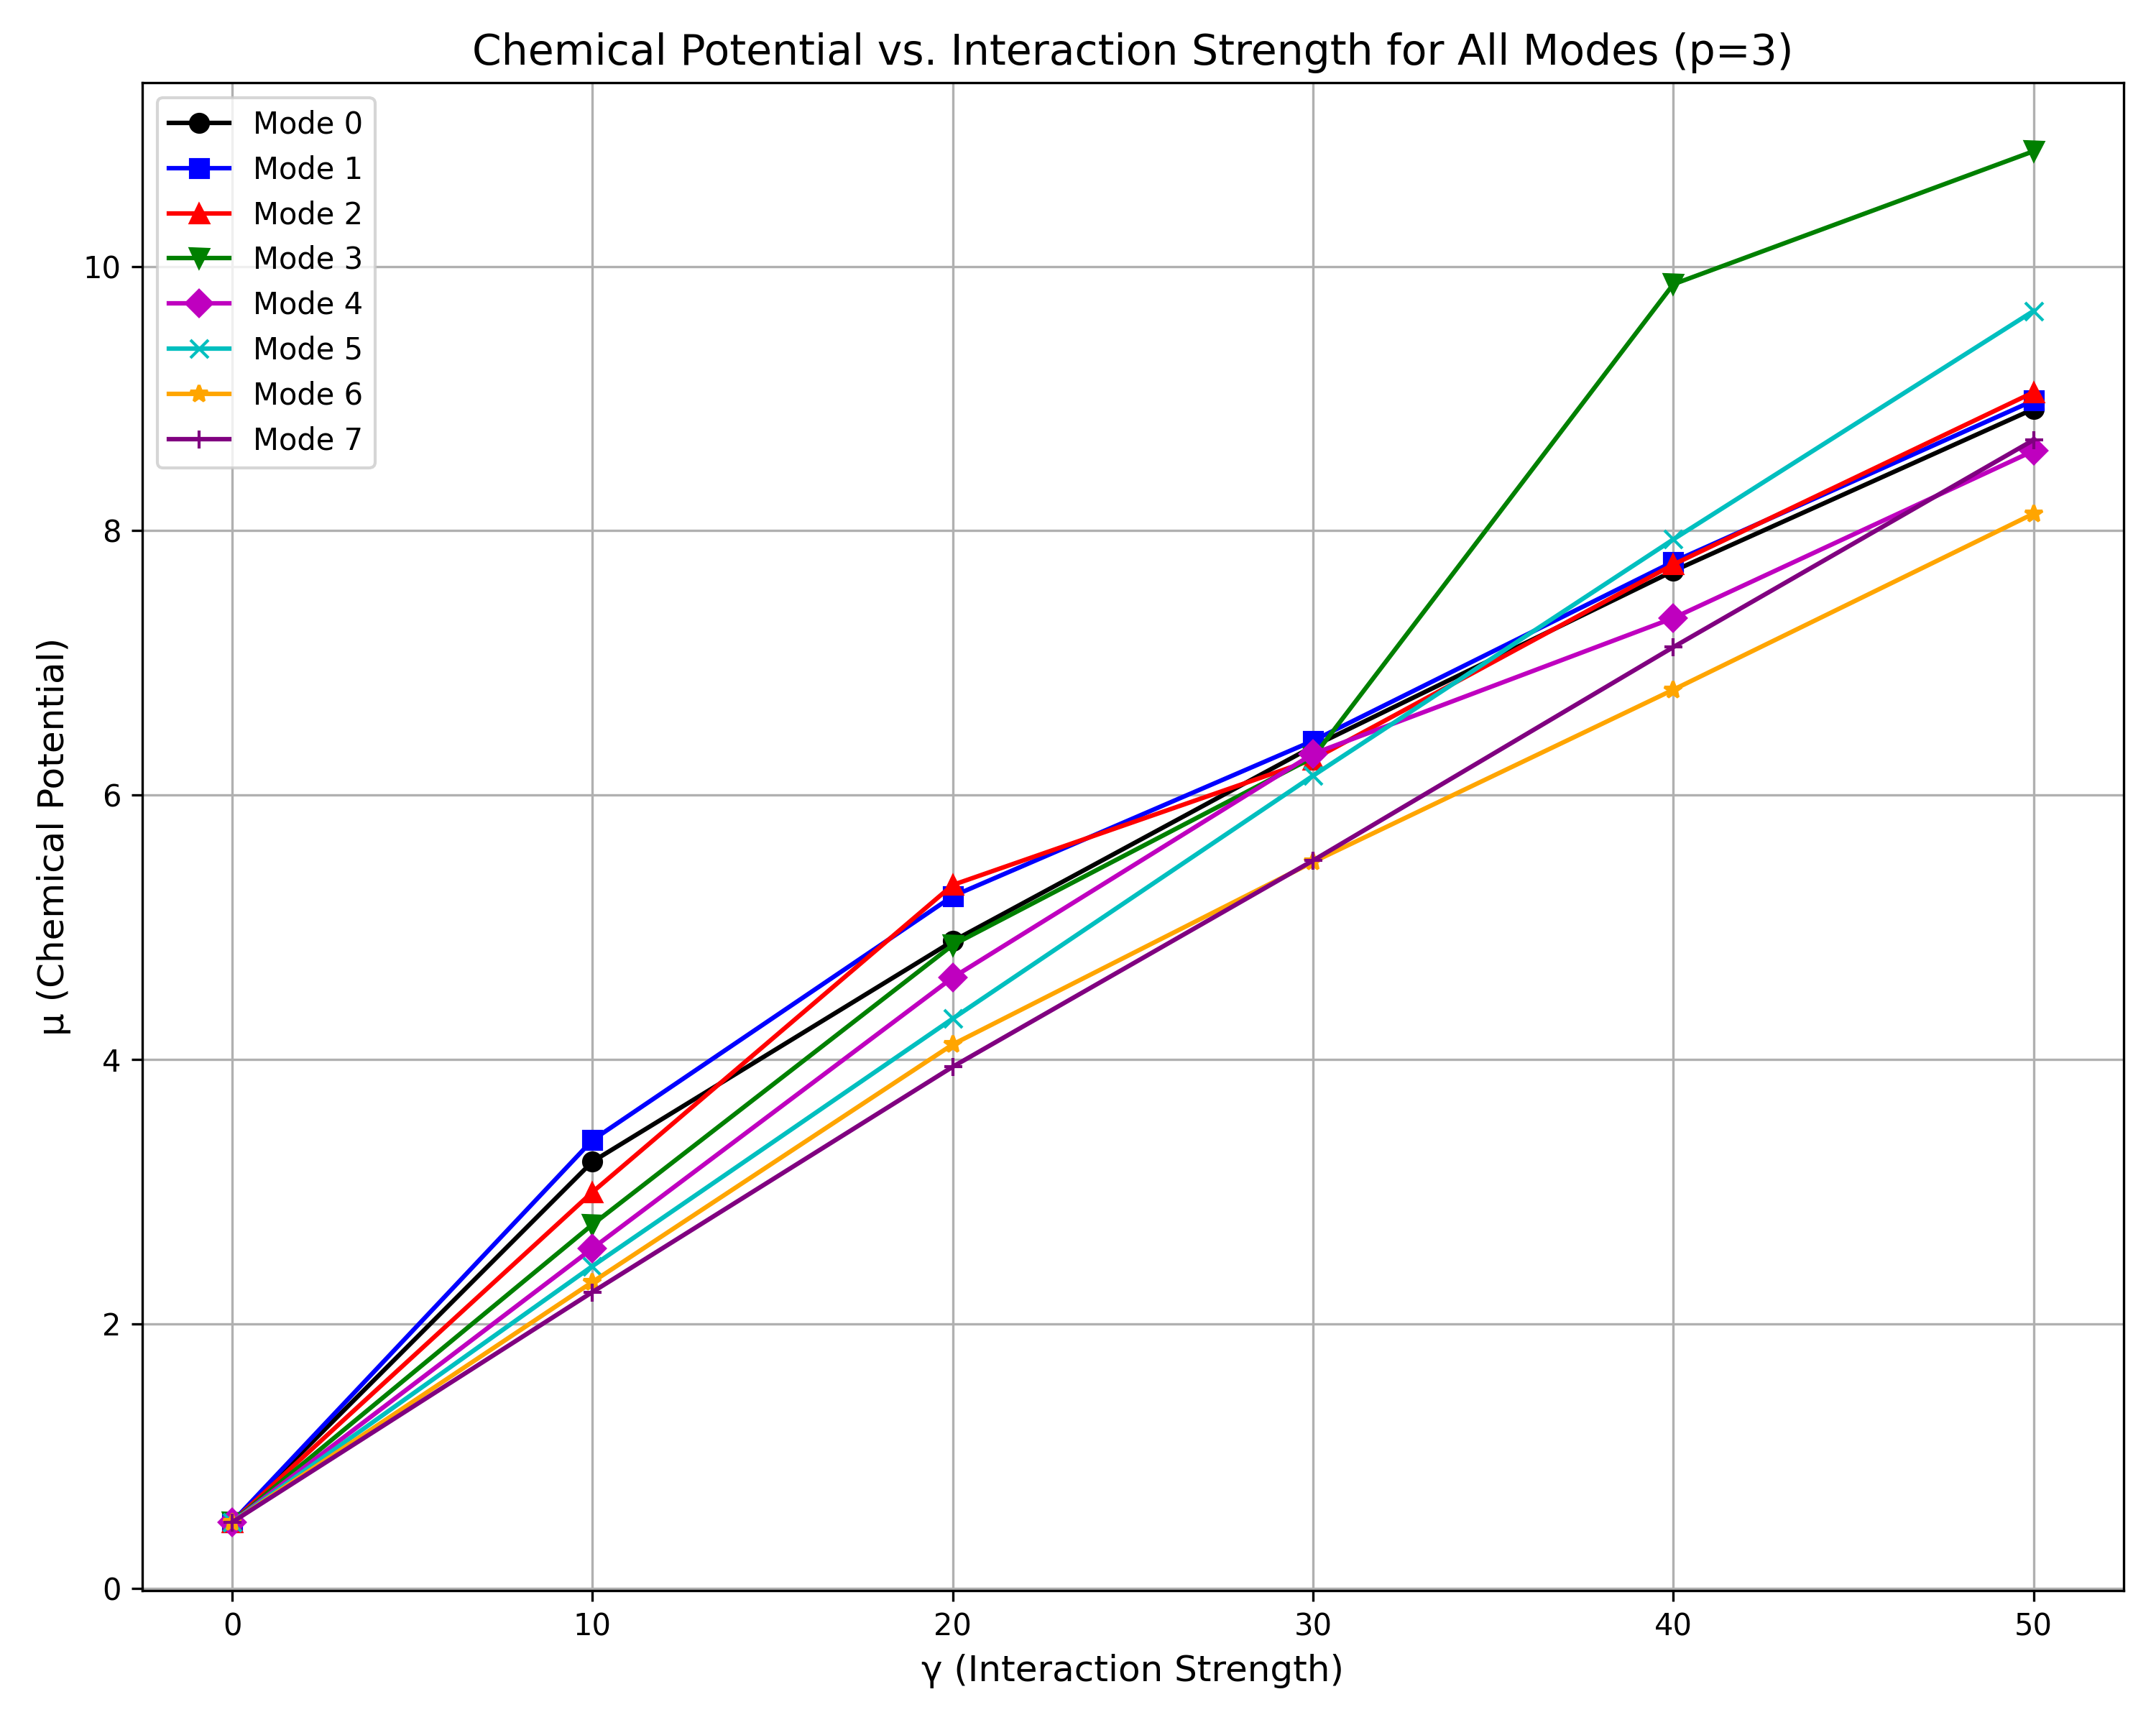 Chemical Potential vs. Interaction Strength for All Modes (p=3)
Mode 0
Mode 1
Mode 2
Mode 3
Mode 4
Mode 5
Mode 6
Mode 7
10
8
6
4
2
0
μ (Chemical Potential)
0 10 20 30 40 50
γ (Interaction Strength)